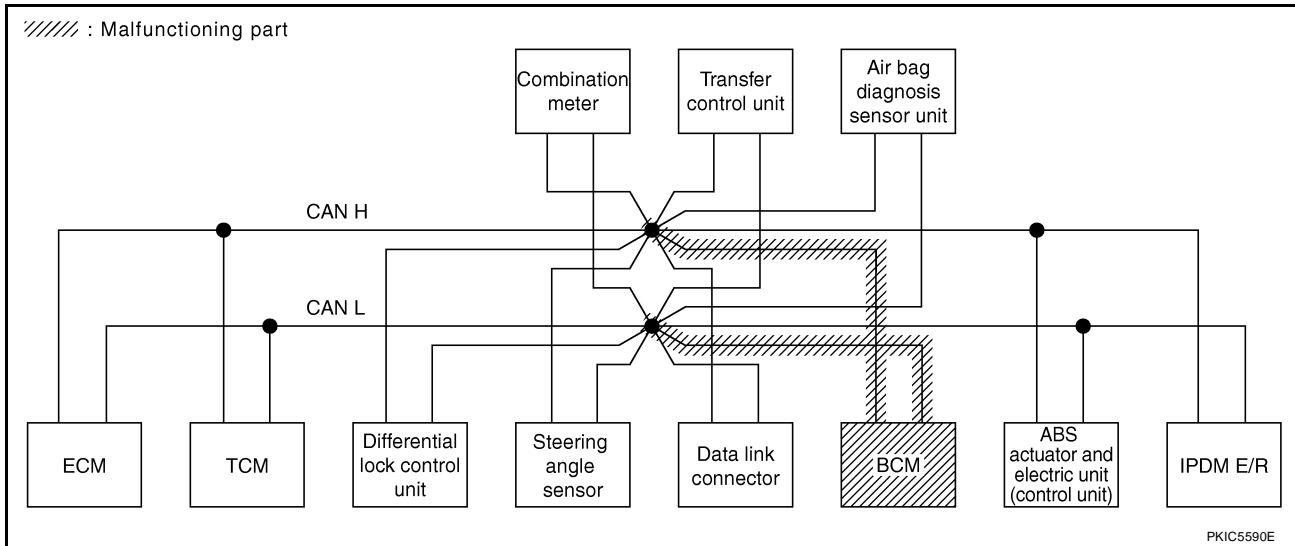 : Malfunctioning part
Combination
meter
Transfer
control unit
Air bag
diagnosis
sensor unit
CAN H
CAN L
ECM
TCM
Differential
lock control
unit
Steering
angle
sensor
Data link
connector
BCM
ABS
actuator and
electric unit
(control unit)
IPDM E/R
PKIC5590E